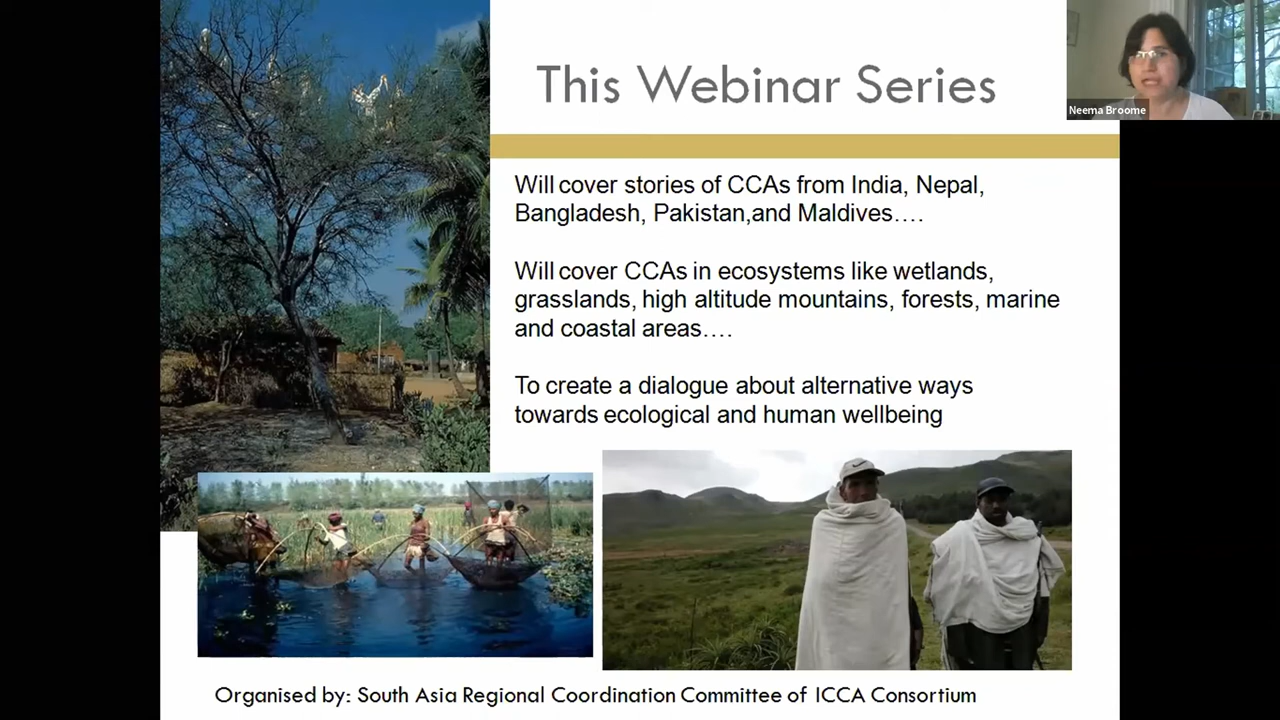 This Webinar Series
Neema Broome
Will cover stories of CCAs from India, Nepal,
Bangladesh, Pakistan,and Maldives....
Will cover CCAs in ecosystems like wetlands,
grasslands, high altitude mountains, forests, marine
and coastal areas....
To create a dialogue about alternative ways
towards ecological and human wellbeing
Organised by: South Asia Regional Coordination Committee of ICCA Consortium